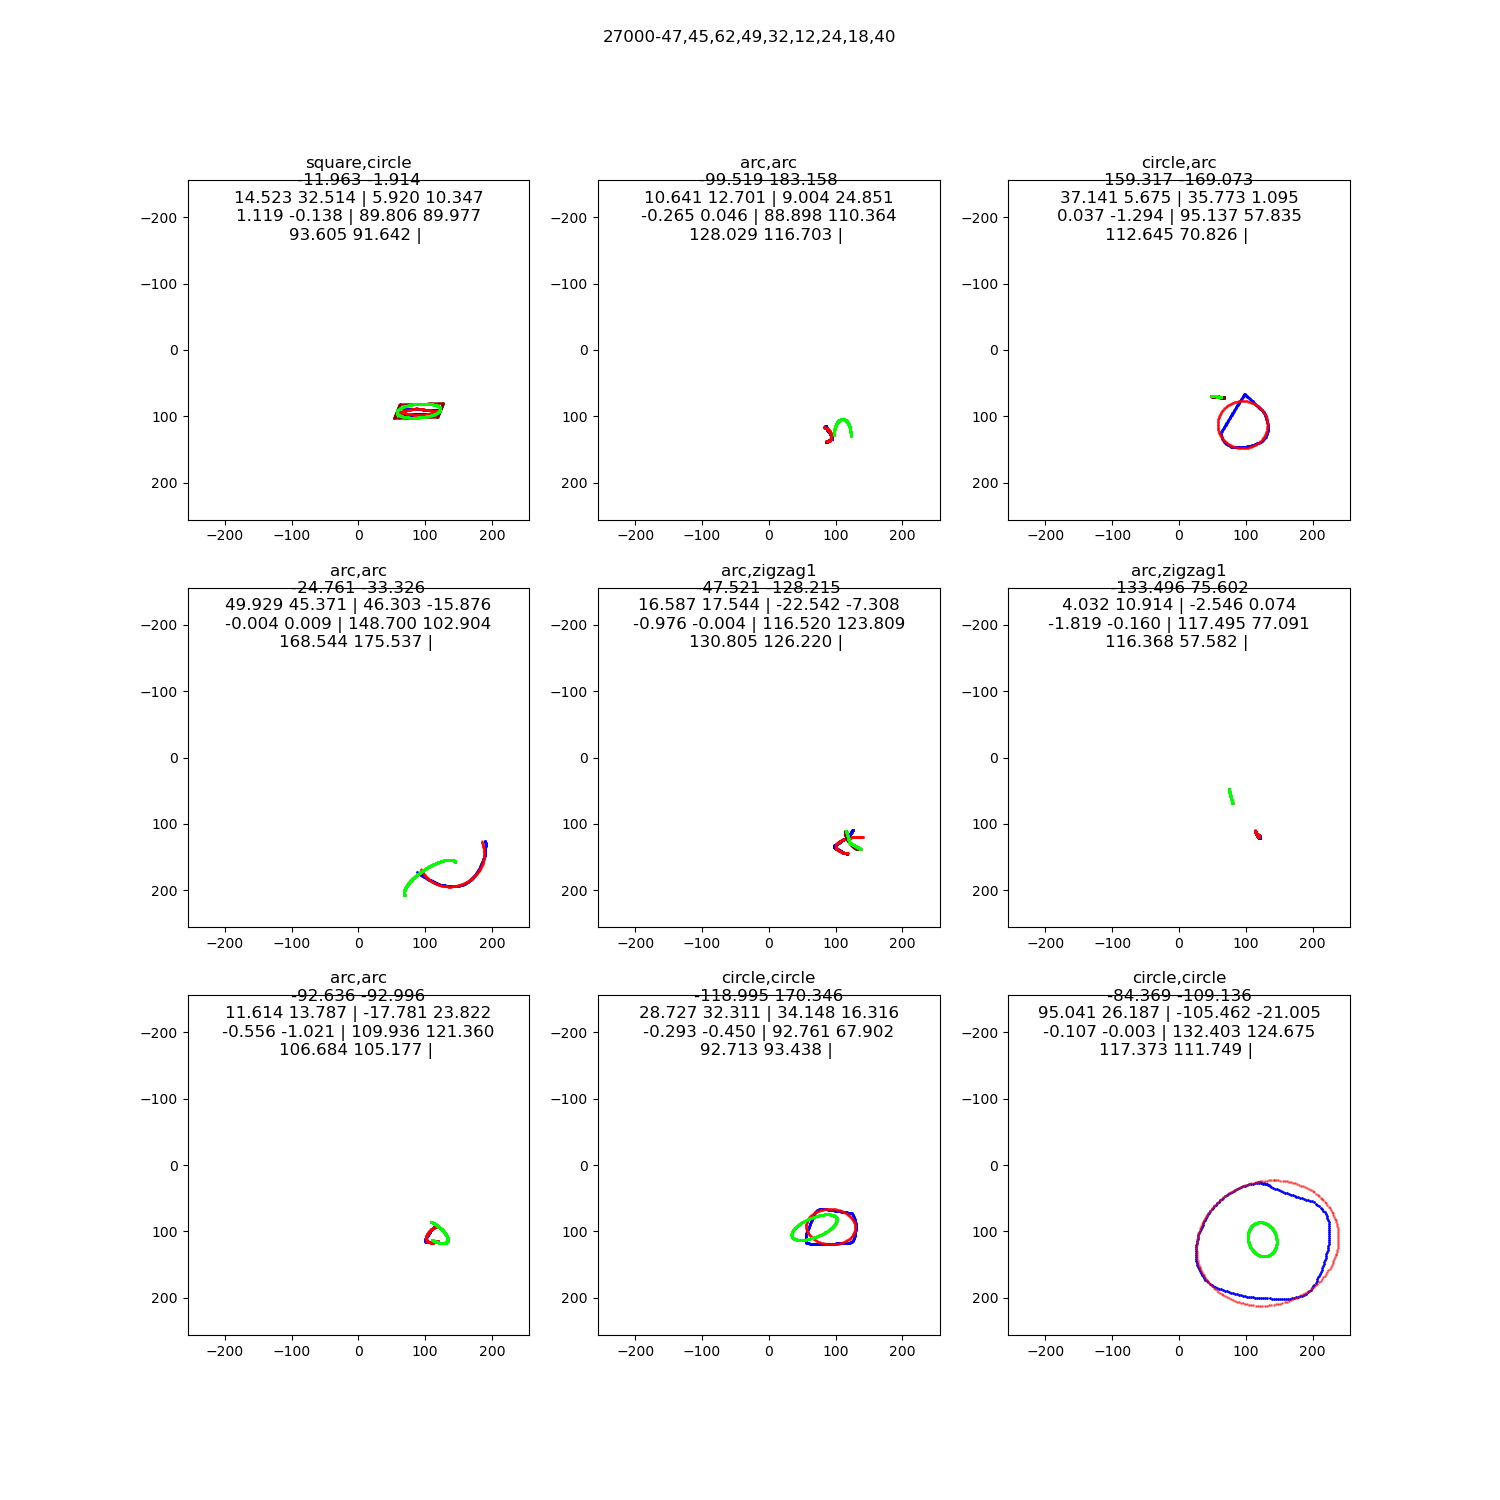 27000-47,45,62,49,32,12,24,18,40
square,circle
-11.963 -1.914
14.523 32.514 | 5.920 10.347
1.119 -0.138 | 89.806 89.977
93.605 91.642 |
−200
−100
0
100
200
−200 −100 0 100 200
arc,arc
-99.519 183.158
10.641 12.701 | 9.004 24.851
-0.265 0.046 | 88.898 110.364
128.029 116.703 |
−200
−100
0
100
200
−200 −100 0 100 200
circle,arc
159.317 -169.073
37.141 5.675 | 35.773 1.095
0.037 -1.294 | 95.137 57.835
112.645 70.826 |
−200
−100
0
100
200
−200 −100 0 100 200
arc,arc
-24.761 -33.326
49.929 45.371 | 46.303 -15.876
-0.004 0.009 | 148.700 102.904
168.544 175.537 |
−200
−100
0
100
200
−200 −100 0 100 200
arc,zigzag1
-47.521 -128.215
16.587 17.544 | -22.542 -7.308
-0.976 -0.004 | 116.520 123.809
130.805 126.220 |
−200
−100
0
100
200
−200 −100 0 100 200
arc,zigzag1
-133.496 75.602
4.032 10.914 | -2.546 0.074
-1.819 -0.160 | 117.495 77.091
116.368 57.582 |
−200
−100
0
100
200
−200 −100 0 100 200
arc,arc
-92.636 -92.996
11.614 13.787 | -17.781 23.822
-0.556 -1.021 | 109.936 121.360
106.684 105.177 |
−200
−100
0
100
200
−200 −100 0 100 200
circle,circle
-118.995 170.346
28.727 32.311 | 34.148 16.316
-0.293 -0.450 | 92.761 67.902
92.713 93.438 |
−200
−100
0
100
200
−200 −100 0 100 200
circle,circle
-84.369 -109.136
95.041 26.187 | -105.462 -21.005
-0.107 -0.003 | 132.403 124.675
117.373 111.749 |
−200
−100
0
100
200
−200 −100 0 100 200